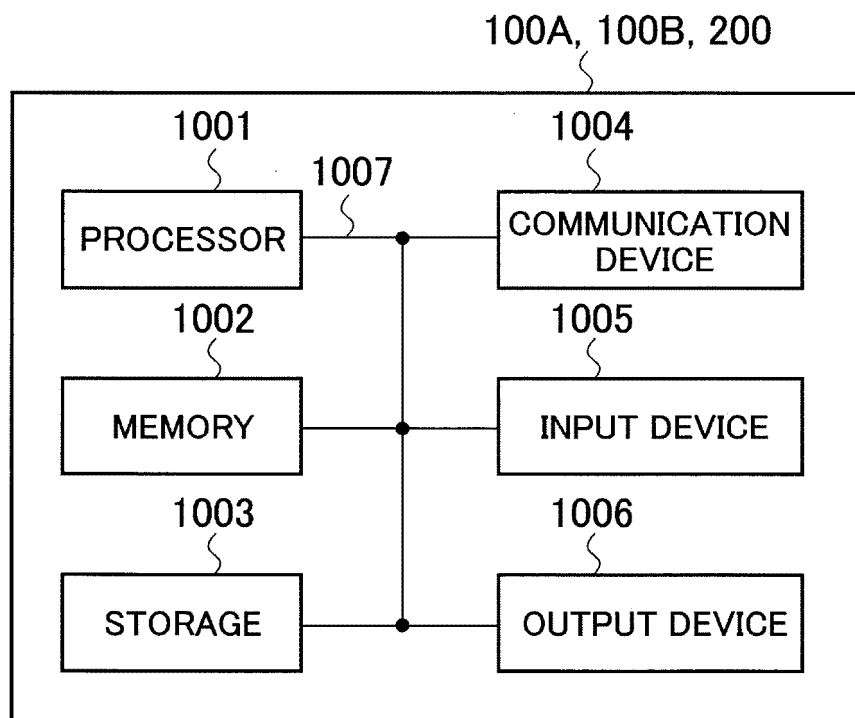 100A, 100B, 200
1001
1004
1007
PROCESSOR
COMMUNICATION
DEVICE
1002
1005
MEMORY
INPUT DEVICE
1003
1006
STORAGE
OUTPUT DEVICE